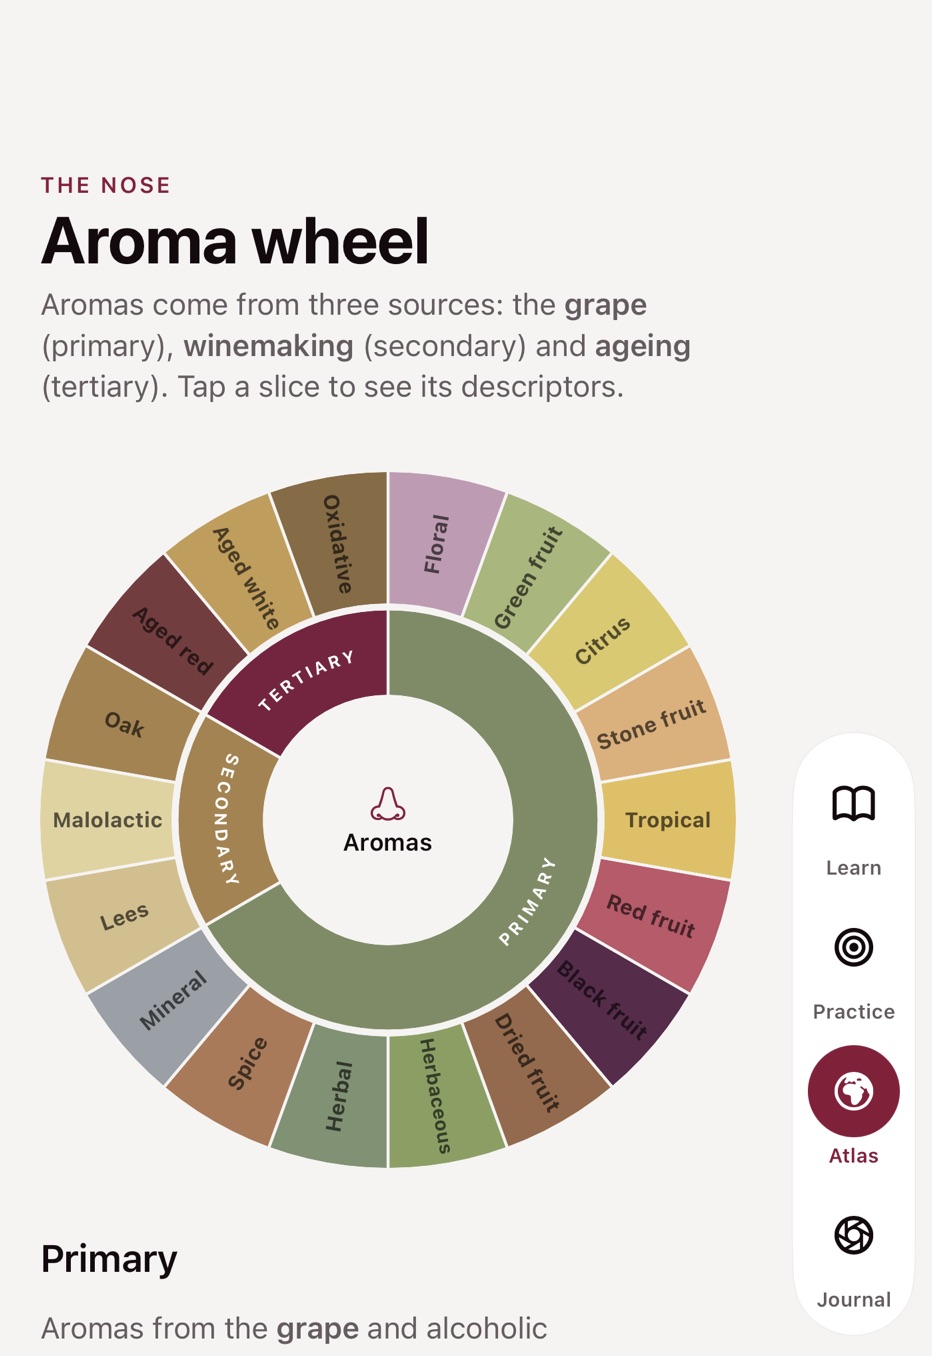 THE NOSE
Aroma wheel
Aromas come from three sources: the grape
(primary), winemaking (secondary) and ageing
(tertiary). Tap a slice to see its descriptors.
Floral
Green fruit
Citrus
Stone fruit
Tropical
Red fruit
Black fruit
Dried fruit
Herbaceous
Herbal
Spice
Mineral
Lees
Malolactic
Oak
Aged red
Aged white
Oxidative
PRIMARY
SECONDARY
TERTIARY
Aromas
Learn
Practice
Atlas
Journal
Primary
Aromas from the grape and alcoholic